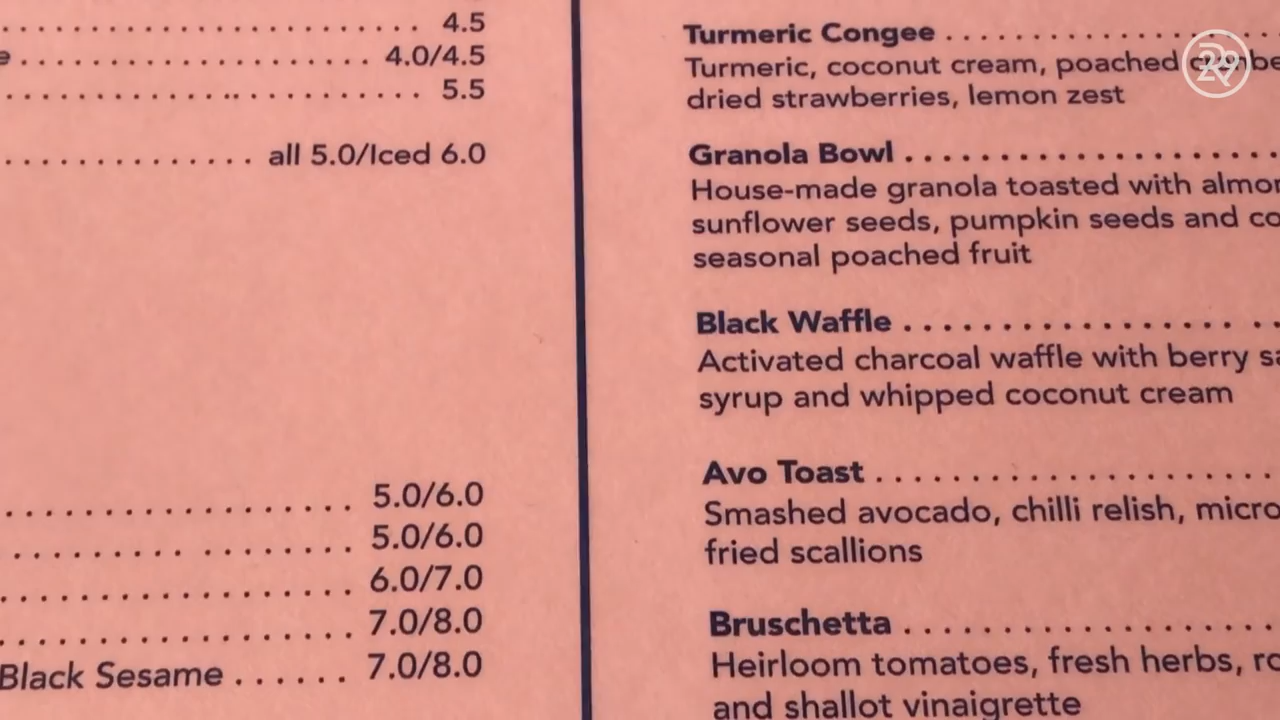 4.5
4.0/4.5
5.5
all 5.0/Iced 6.0
5.0/6.0
5.0/6.0
6.0/7.0
7.0/8.0
Black Sesame ...... 7.0/8.0
Turmeric Congee
Turmeric, coconut cream, poached
dried strawberries, lemon zest
Granola Bowl
House-made granola toasted with
sunflower seeds, pumpkin seeds and
seasonal poached fruit
Black Waffle
Activated charcoal waffle with berry
syrup and whipped coconut cream
Avo Toast
Smashed avocado, chilli relish, micro
fried scallions
Bruschetta
Heirloom tomatoes, fresh herbs,
and shallot vinaigrette
R29